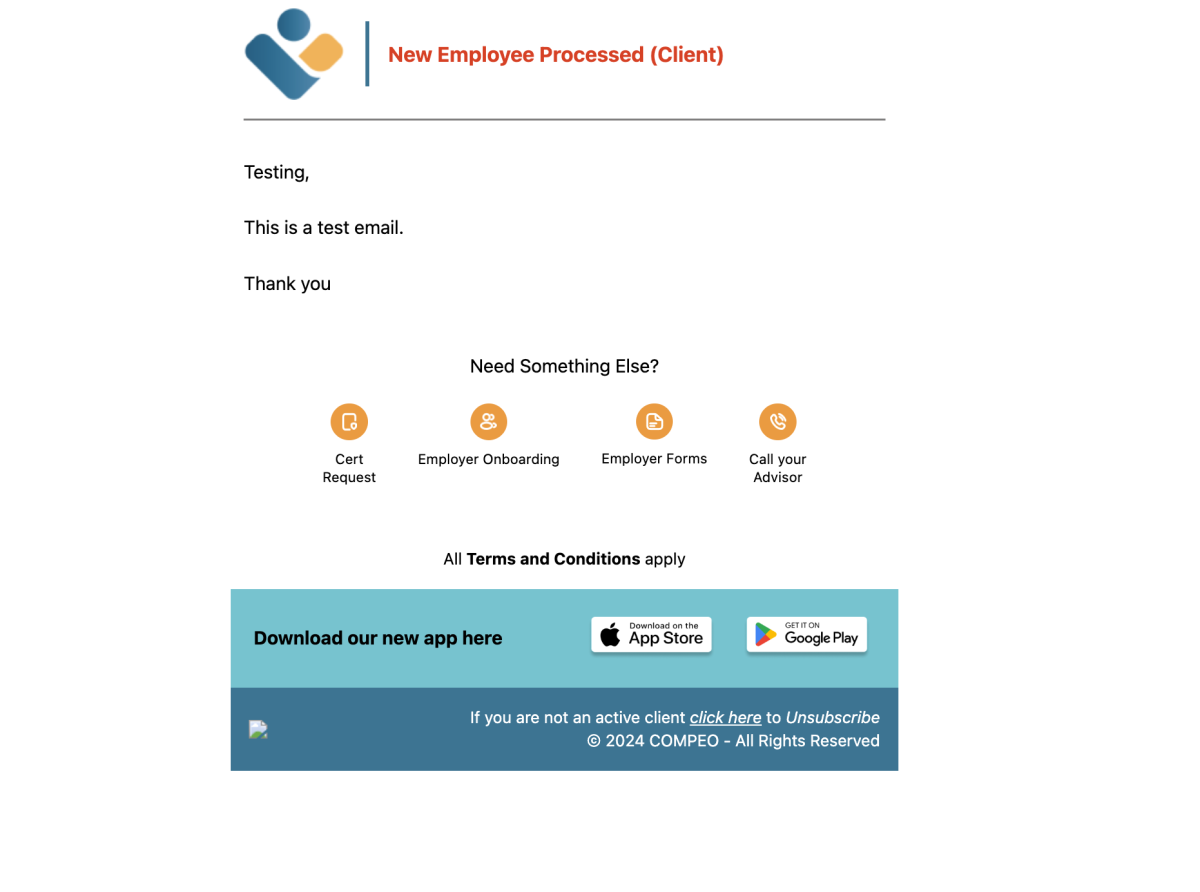 New Employee Processed (Client)
Testing,
This is a test email.
Thank you
Need Something Else?
Cert
Request
Employer Onboarding
Employer Forms
Call your
Advisor
All Terms and Conditions apply
Download our new app here
Download on the
App Store
GET IT ON
Google Play
If you are not an active client click here to Unsubscribe
© 2024 COMPEO - All Rights Reserved